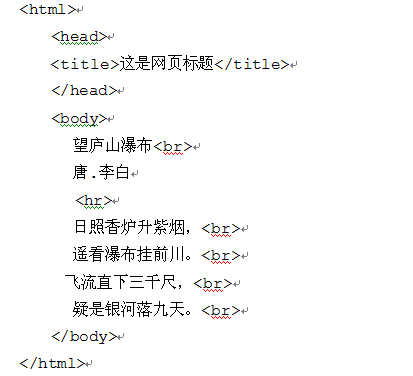 <html>
<head>
<title>这是网页标题</title>
</head>
<body>
望庐山瀑布<br>
唐.李白
<hr>
日照香炉升紫烟，<br>
遥看瀑布挂前川。<br>
飞流直下三千尺，<br>
疑是银河落九天。<br>
</body>
</html>